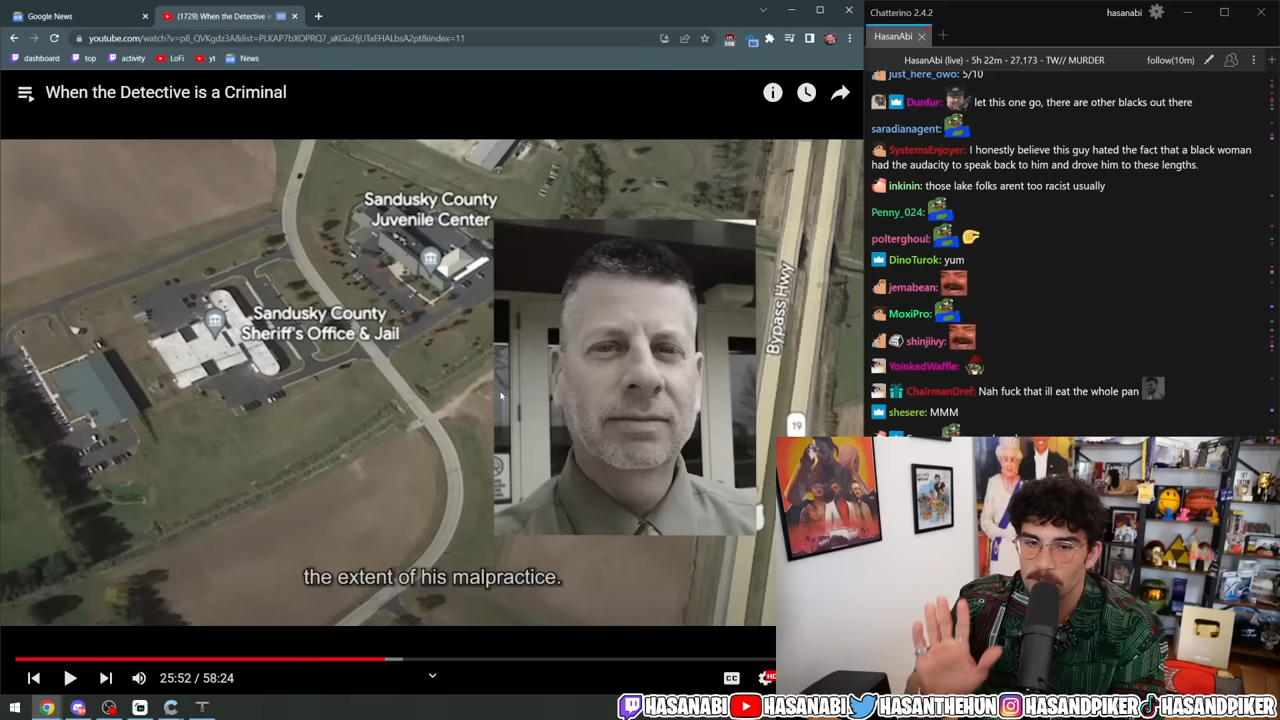 Google News
(1729) When the Detective is
Chatterino 2.4.2
hasanabi
HasanAbi
youtube.com/watch?v=p8_QVKgdz3A&list=PLKAP7bXOPRQ7_aKGu2fjUTaEHALbsA2pt&index=11
508
80
dashboard
top
activity
LoFi
yt
News
HasanAbi (live) - 5h 22m - 27,173 - TW// MURDER
follow(10m)
When the Detective is a Criminal
just_here_owo: 5/10
Dunfur: let this one go, there are other blacks out there
saradianagent:
SystemsEnjoyer: I honestly believe this guy hated the fact that a black woman
had the audacity to speak back to him and drove him to these lengths.
inkinin: those lake folks arent too racist usually
Penny_024:
polterghoul:
DinoTurok: yum
jemabean:
MoxiPro:
shinjiivy:
YoinkedWaffle:
ChairmanDref: Nah fuck that ill eat the whole pan
shesere: MMM
Sandusky County
Juvenile Center
Sandusky County
Sheriff's Office & Jail
Bypass Hwy
19
the extent of his malpractice.
25:52 / 58:24
CC
HD
HASANABI
HASANABI
HASANTHEHUN
HASANDPIKER
HASANDPIKER